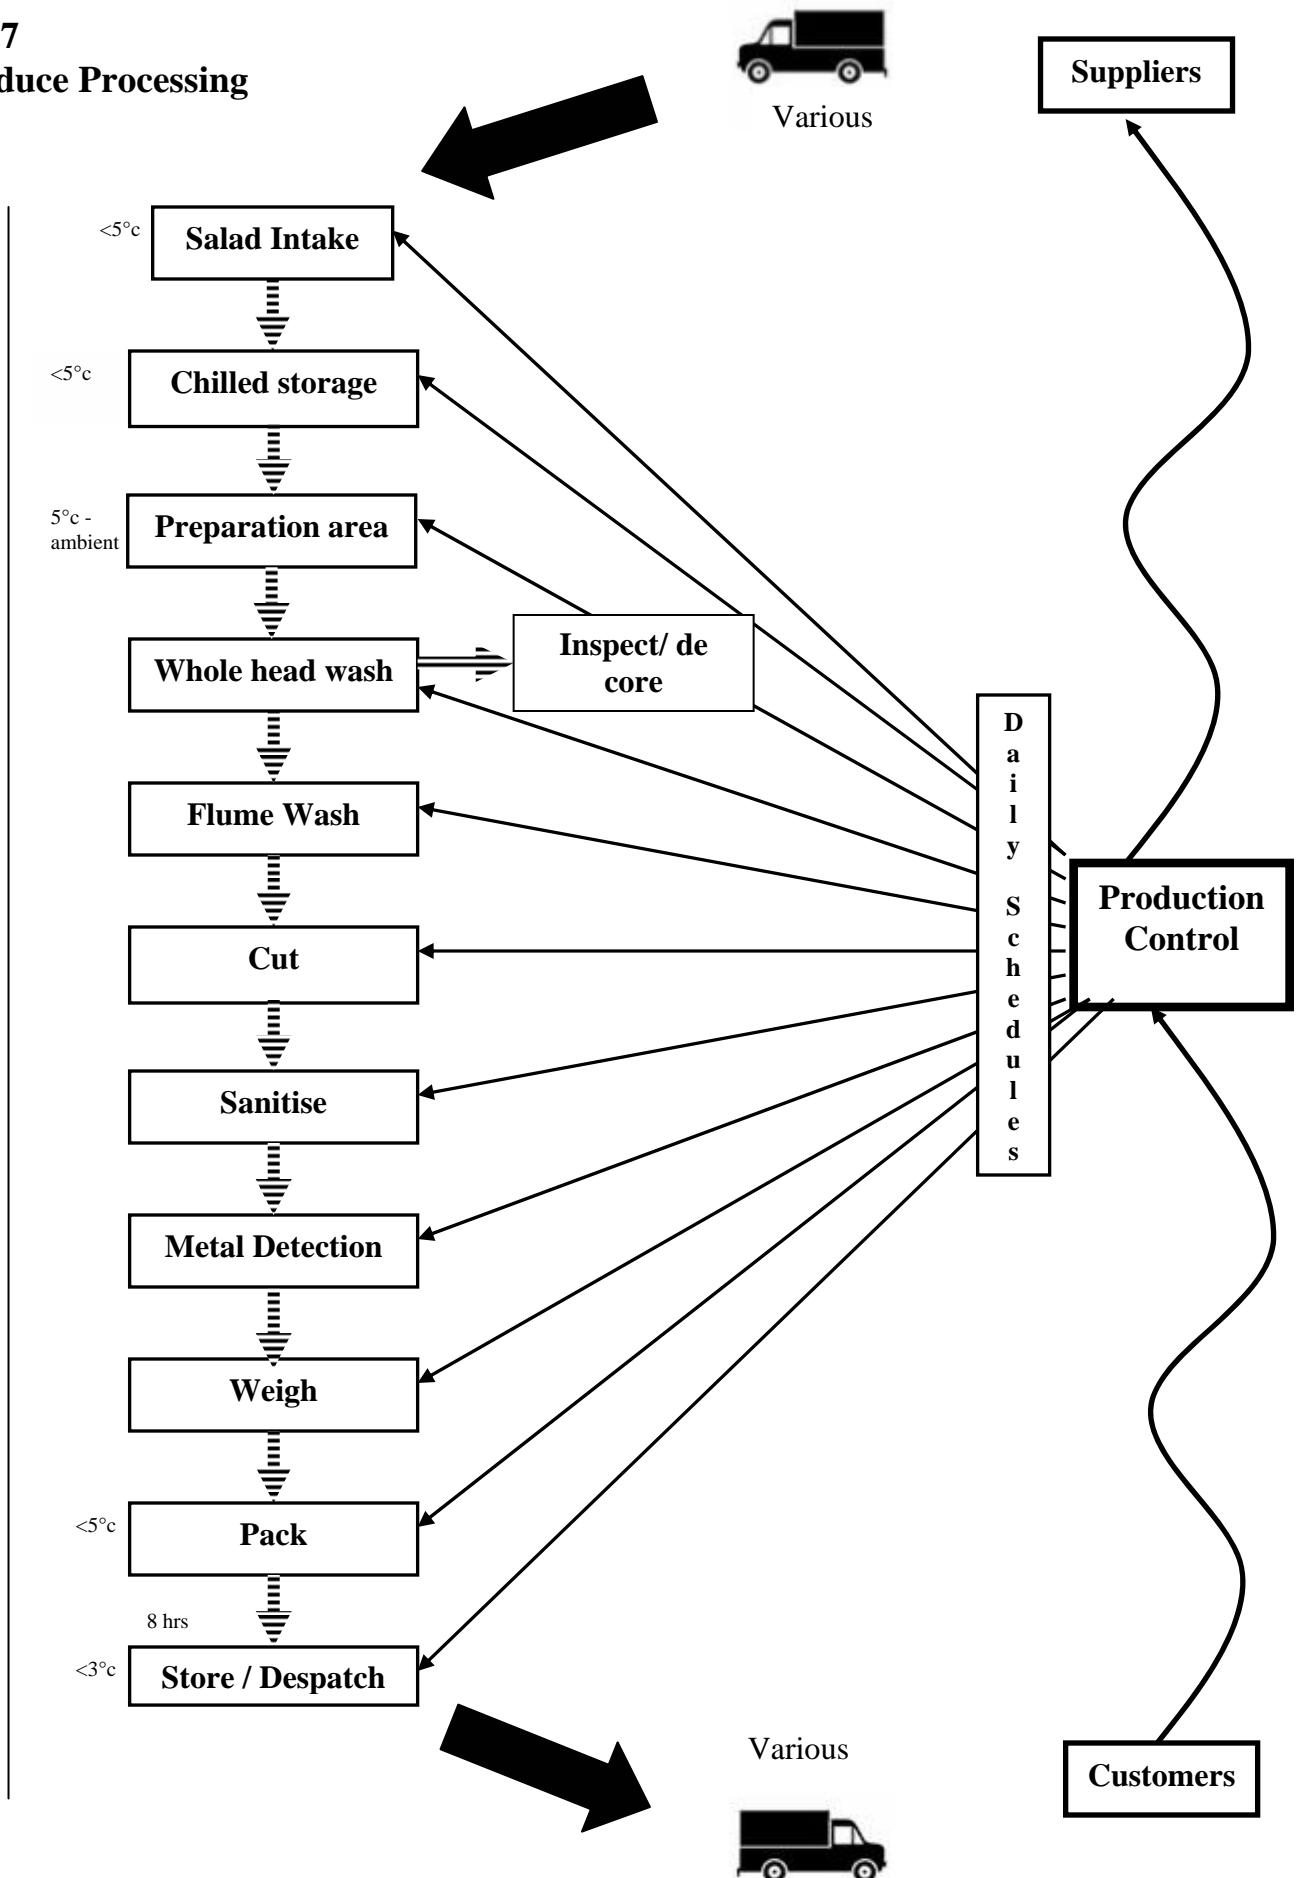 7
duce Processing
Various
Suppliers
<5°c
Salad Intake
<5°c
Chilled storage
5°c -
ambient
Preparation area
Whole head wash
Inspect/ de
core
Flume Wash
Cut
Sanitise
Metal Detection
Weigh
<5°c
Pack
8 hrs
<3°c
Store / Despatch
Daily Schedules
Production
Control
Various
Customers